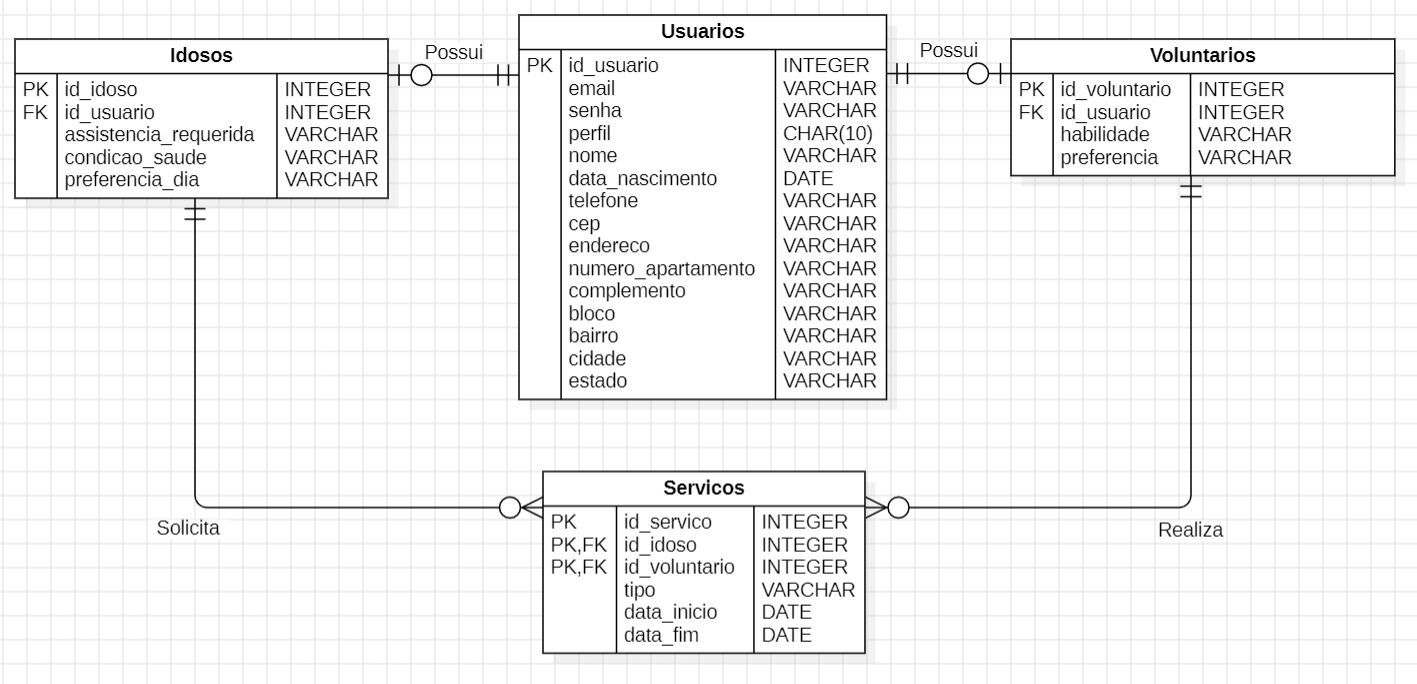 Idosos
PK id_idoso INTEGER
FK id_usuario INTEGER
assistencia_requerida VARCHAR
condicao_saude VARCHAR
preferencia_dia VARCHAR
Possui
Usuarios
PK id_usuario INTEGER
email VARCHAR
senha VARCHAR
perfil CHAR(10)
nome VARCHAR
data_nascimento DATE
telefone VARCHAR
cep VARCHAR
endereco VARCHAR
numero_apartamento VARCHAR
complemento VARCHAR
bloco VARCHAR
bairro VARCHAR
cidade VARCHAR
estado VARCHAR
Possui
Voluntarios
PK id_voluntario INTEGER
FK id_usuario INTEGER
habilidade VARCHAR
preferencia VARCHAR
Solicita
Servicos
PK id_servico INTEGER
PK,FK id_idoso INTEGER
PK,FK id_voluntario INTEGER
tipo VARCHAR
data_inicio DATE
data_fim DATE
Realiza